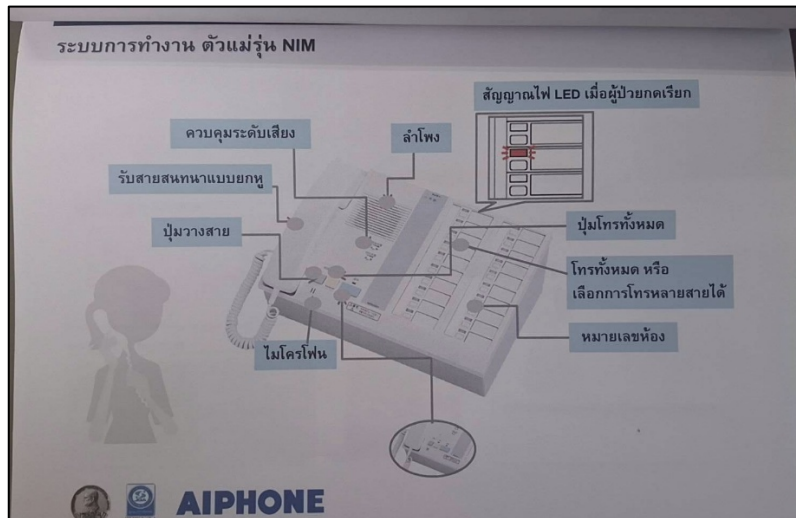 ระบบการทำงาน ตัวแม่รุ่น NIM
สัญญาณไฟ LED เมื่อผู้ป่วยกดเรียก
ควบคุมระดับเสียง
ลำโพง
รับสายสนทนาแบบยกหู
ปุ่มวางสาย
ปุ่มโทรทั้งหมด
โทรทั้งหมด หรือ
เลือกการโทรหลายสายได้
หมายเลขห้อง
ไมโครโฟน
AIPHONE